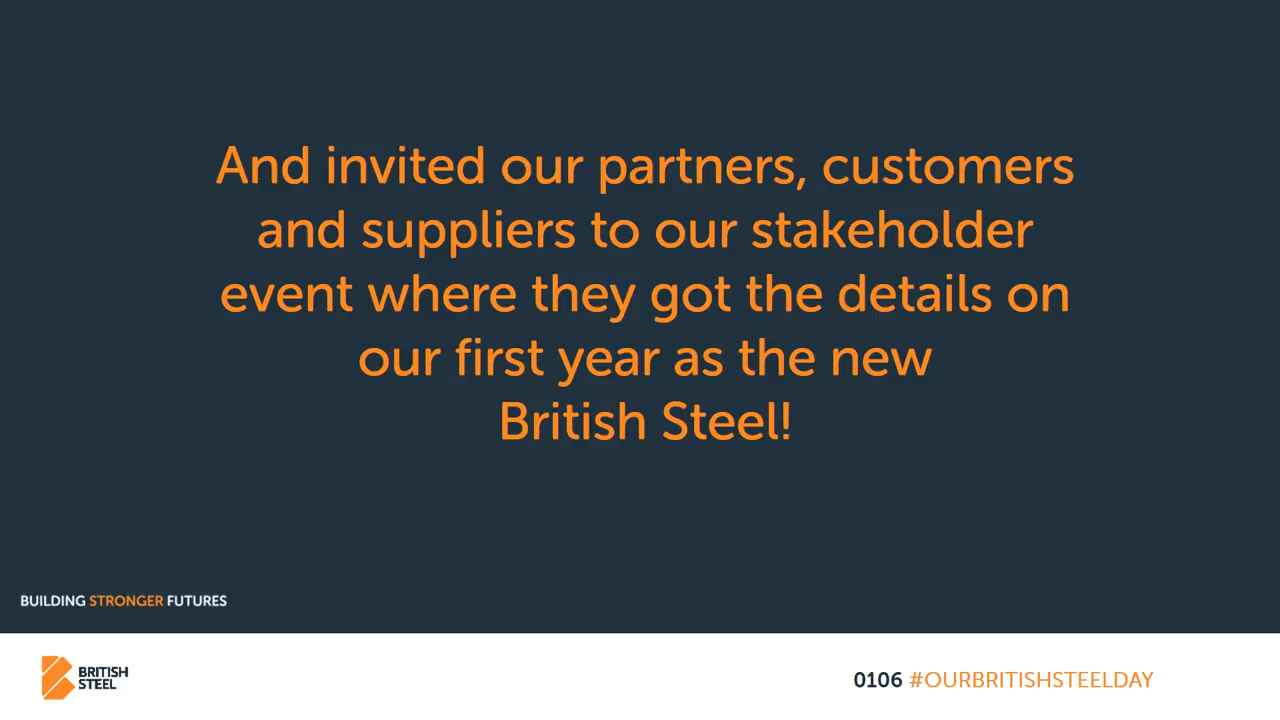 And invited our partners, customers
and suppliers to our stakeholder
event where they got the details on
our first year as the new
British Steel!
BUILDING STRONGER FUTURES
BRITISH
STEEL
0106 #OURBRITISHSTEELDAY